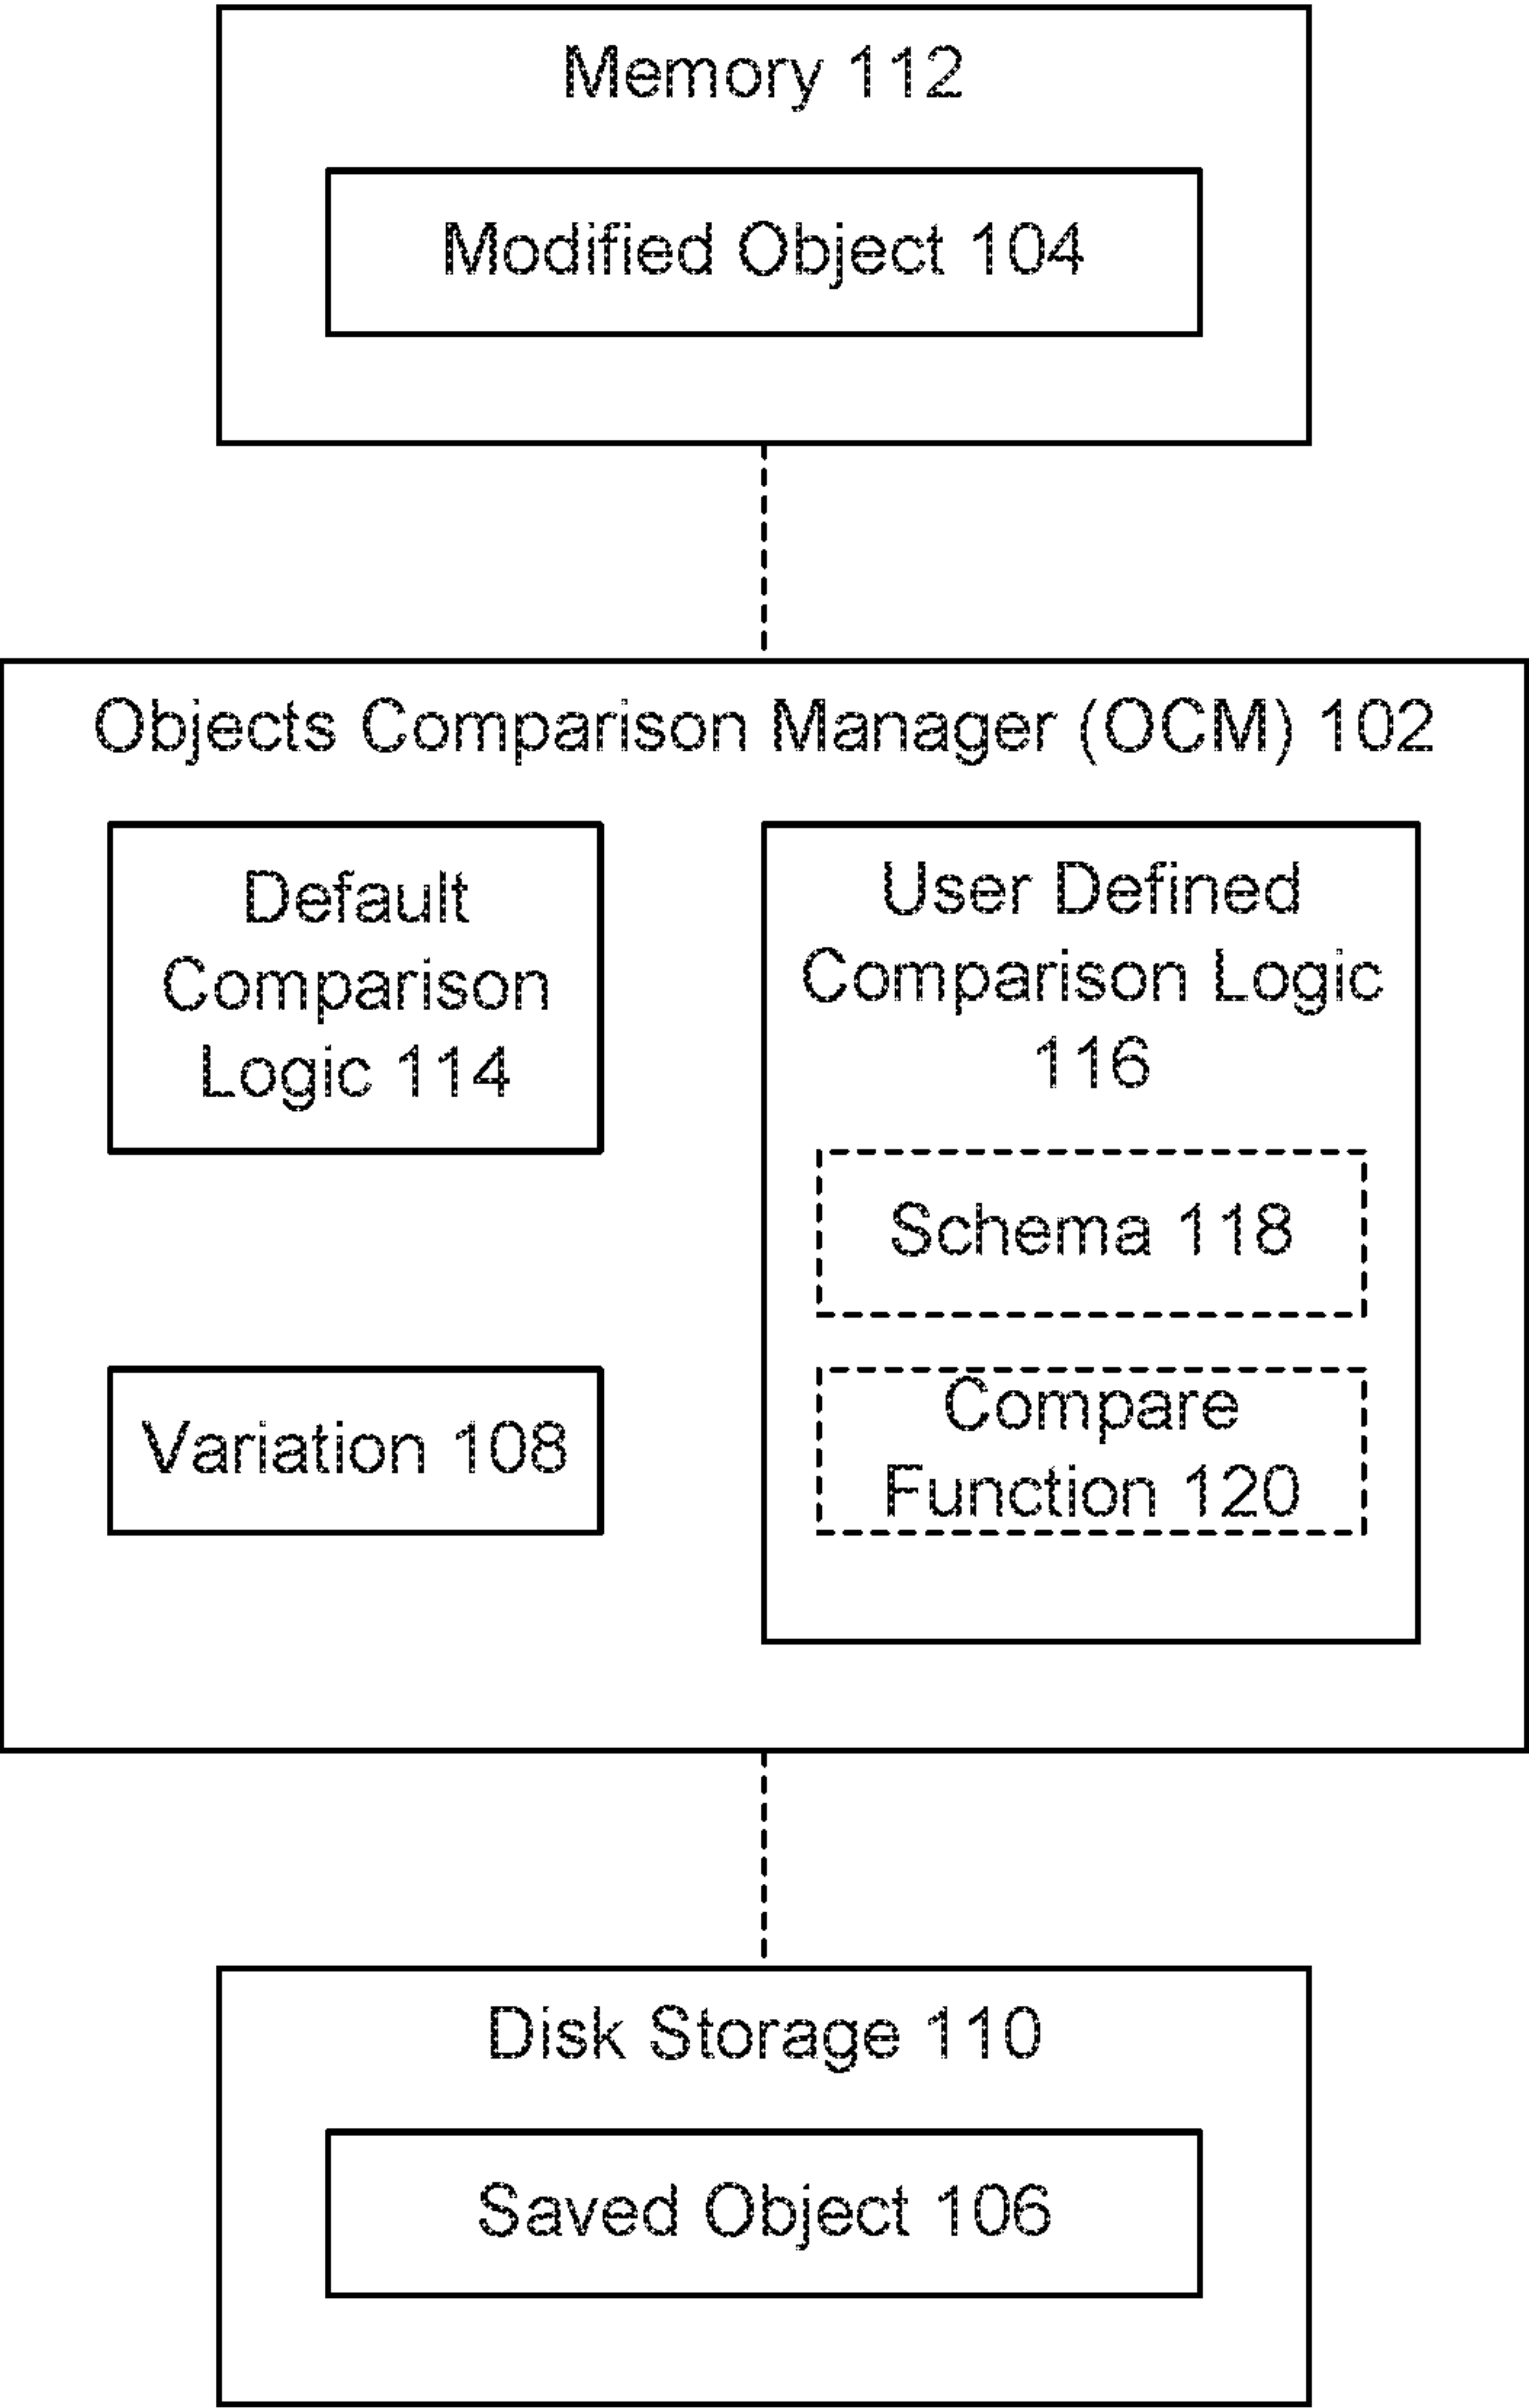 Memory 112
Modified Object 104
Objects Comparison Manager (OCM) 102
Default
Comparison
Logic 114
User Defined
Comparison Logic
116
Schema 118
Variation 108
Compare
Function 120
Disk Storage 110
Saved Object 106